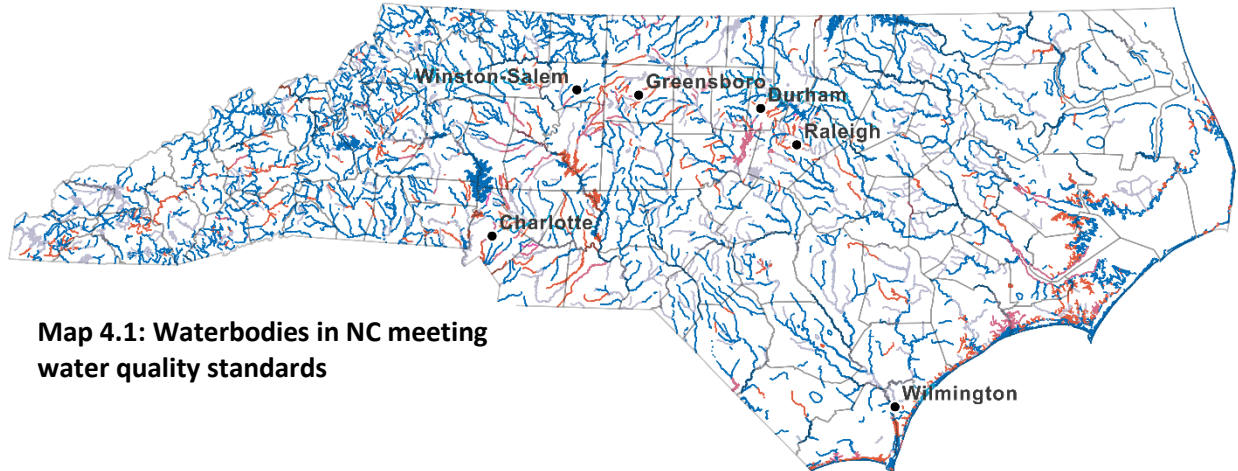 Winston-Salem
Greensboro
Durham
Raleigh
Charlotte
Map 4.1: Waterbodies in NC meeting
water quality standards
Wilmington